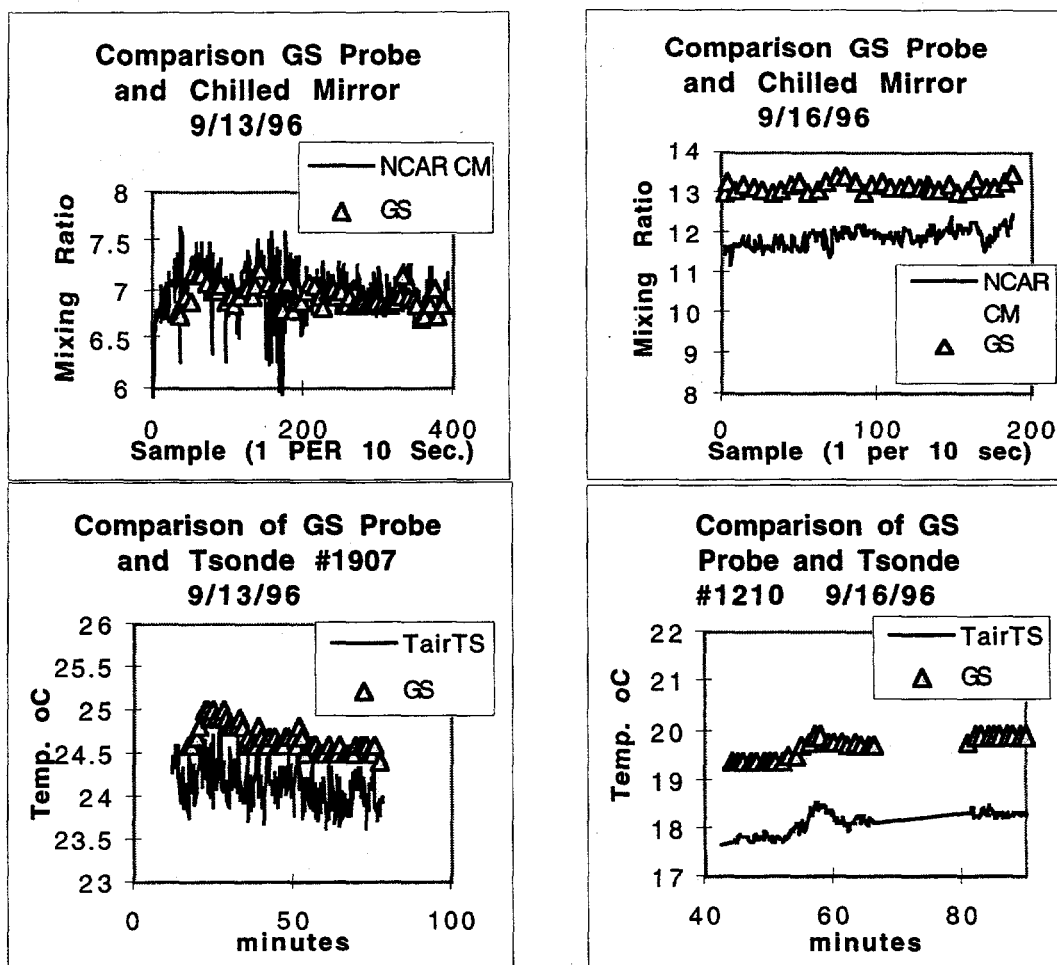 Comparison GS Probe
and Chilled Mirror
9/13/96
NCAR CM
GS
8
7.5
7
6.5
6
Mixing Ratio
0
200
400
Sample (1 PER 10 Sec.)
Comparison GS Probe
and Chilled Mirror
9/16/96
14
13
12
11
10
9
8
Mixing Ratio
NCAR
CM
GS
0
100
200
Sample (1 per 10 sec)
Comparison of GS Probe
and Tsonde #1907
9/13/96
TairTS
GS
26
25.5
25
24.5
24
23.5
23
Temp. oC
0
50
100
minutes
Comparison of GS
Probe and Tsonde
#1210 9/16/96
TairTS
GS
22
21
20
19
18
17
Temp. oC
40
60
80
minutes